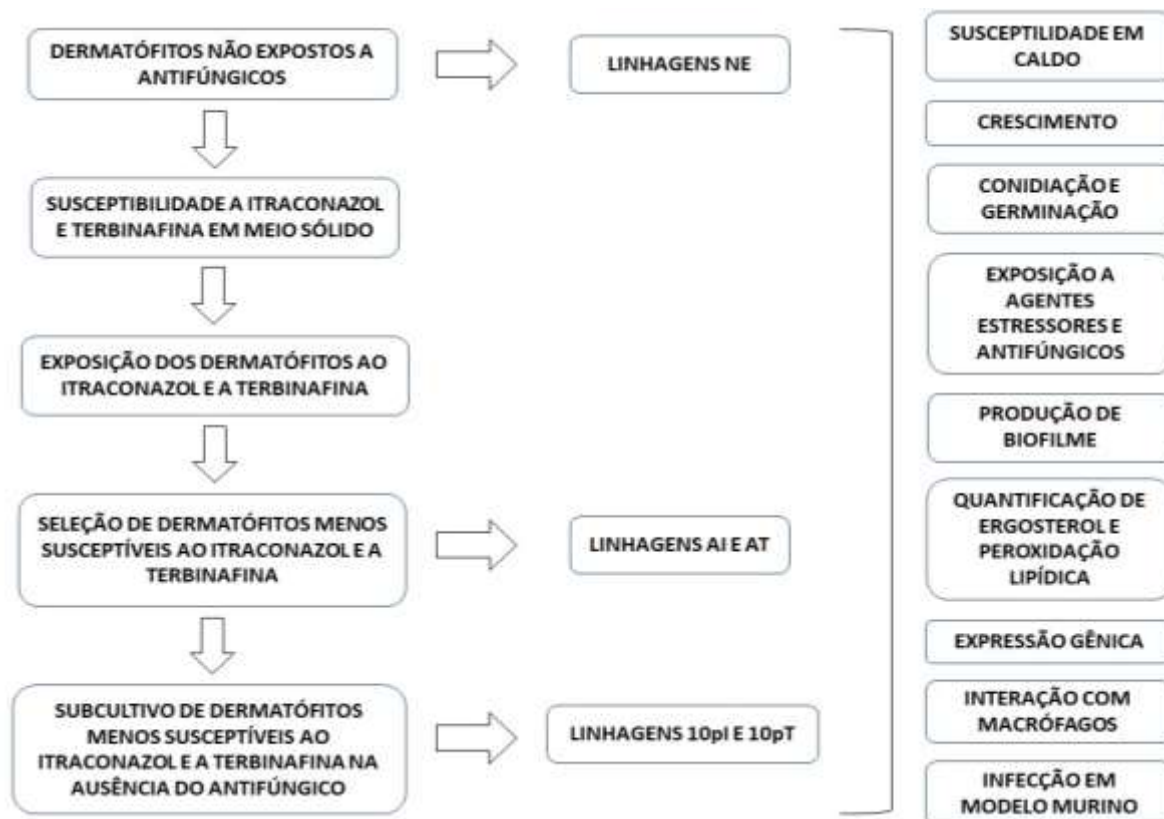 DERMATÓFITOS NÃO EXPOSTOS A
ANTIFÚNGICOS
LINHAGENS NE
SUSCEPTIBILIDADE A ITRACONAZOL
E TERBINAFINA EM MEIO SÓLIDO
EXPOSIÇÃO DOS DERMATÓFITOS AO
ITRACONAZOL E A TERBINAFINA
SELEÇÃO DE DERMATÓFITOS MENOS
SUSCEPTÍVEIS AO ITRACONAZOL E A
TERBINAFINA
LINHAGENS AI E AT
SUBCULTIVO DE DERMATÓFITOS
MENOS SUSCEPTÍVEIS AO
ITRACONAZOL E A TERBINAFINA NA
AUSÊNCIA DO ANTIFÚNGICO
LINHAGENS 10pI E 10pT
SUSCEPTILIDADE EM
CALDO
CRESCIMENTO
CONIDIAÇÃO E
GERMINAÇÃO
EXPOSIÇÃO A
AGENTES
ESTRESSORES E
ANTIFÚNGICOS
PRODUÇÃO DE
BIOFILME
QUANTIFICAÇÃO DE
ERGOSTEROL E
PEROXIDAÇÃO
LIPÍDICA
EXPRESSÃO GÊNICA
INTERAÇÃO COM
MACRÓFAGOS
INFECÇÃO EM
MODELO MURINO